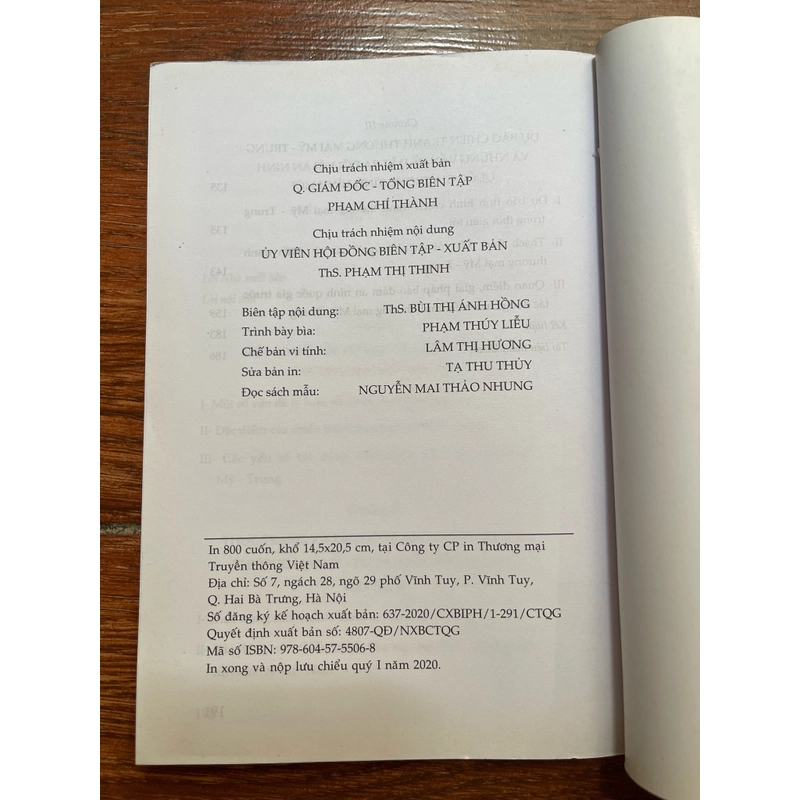 Chịu trách nhiệm xuất bản
Q. GIÁM ĐỐC - TỔNG BIÊN TẬP
PHẠM CHÍ THÀNH
Chịu trách nhiệm nội dung
ỦY VIÊN HỘI ĐỒNG BIÊN TẬP - XUẤT BẢN
ThS. PHẠM THỊ THINH
Biên tập nội dung: ThS. BÙI THỊ ÁNH HỒNG
Trình bày bìa: PHẠM THÚY LIỄU
Chế bản vi tính: LÂM THỊ HƯƠNG
Sửa bản in: TẠ THU THỦY
Đọc sách mẫu: NGUYỄN MAI THẢO NHUNG
In 800 cuốn, khổ 14,5x20,5 cm, tại Công ty CP in Thương mại
Truyền thông Việt Nam
Địa chỉ: Số 7, ngách 28, ngõ 29 phố Vĩnh Tuy, P. Vĩnh Tuy,
Q. Hai Bà Trưng, Hà Nội
Số đăng ký kế hoạch xuất bản: 637-2020/CXBIPH/1-291/CTQG
Quyết định xuất bản số: 4807-QĐ/NXBCTQG
Mã số ISBN: 978-604-57-5506-8
In xong và nộp lưu chiểu quý I năm 2020.